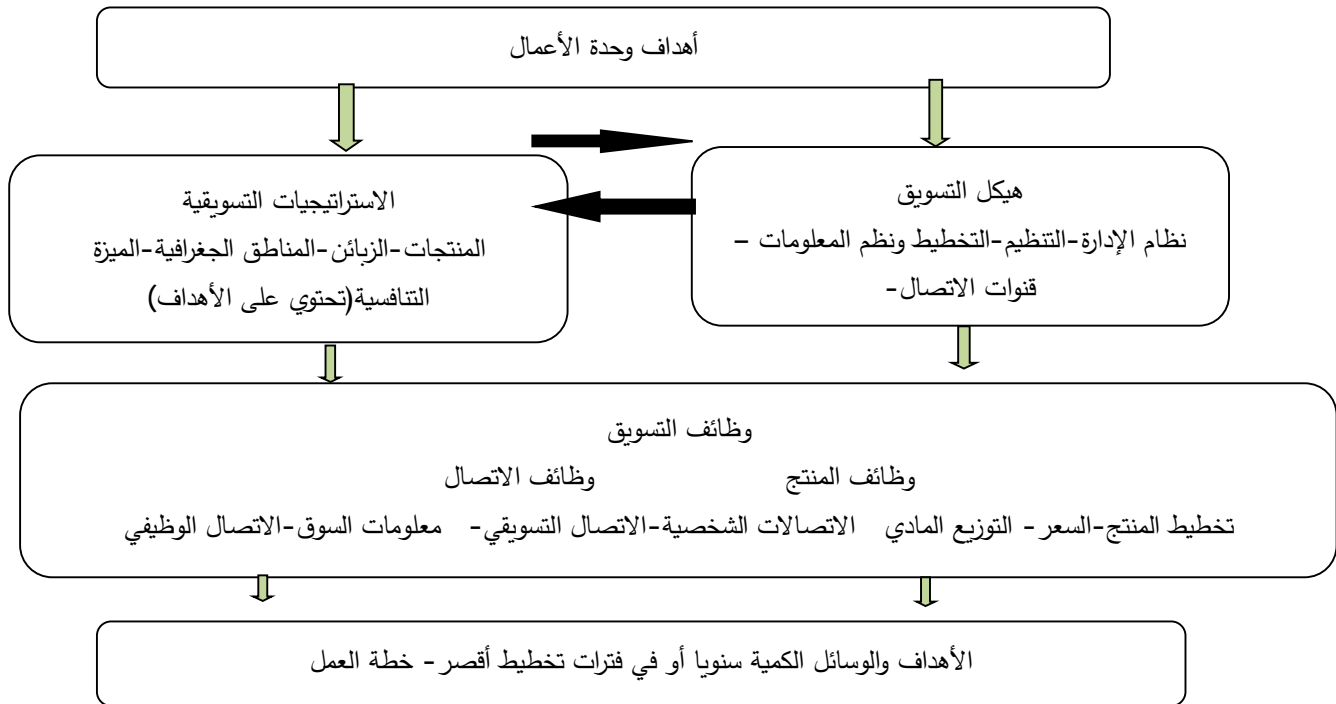 أهداف وحدة الأعمال
هيكل التسويق
نظام الإدارة-التنظيم-التخطيط ونظم المعلومات –
قنوات الاتصال-
الاستراتيجيات التسويقية
المنتجات-الزبائن-المناطق الجغرافية-الميزة
التنافسية(تحتوي على الأهداف)
وظائف التسويق
وظائف المنتج وظائف الاتصال
تخطيط المنتج-السعر- التوزيع المادي الاتصالات الشخصية-الاتصال التسويقي- معلومات السوق-الاتصال الوظيفي
الأهداف والوسائل الكمية سنويا أو في فترات تخطيط أقصر- خطة العمل